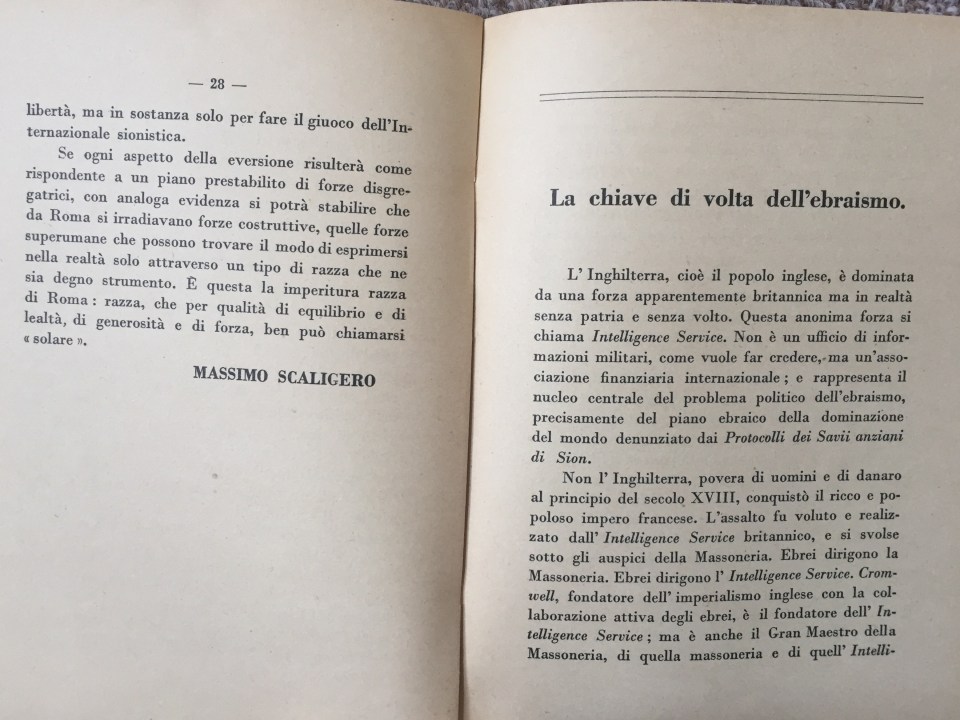 — 28 —
libertà, ma in sostanza solo per fare il giuoco dell'In-
ternazionale sionistica.
Se ogni aspetto della eversione risulterà come
rispondente a un piano prestabilito di forze disgre-
gatrici, con analoga evidenza si potrà stabilire che
da Roma si irradiavano forze costruttive, quelle forze
superumane che possono trovare il modo di esprimersi
nella realtà solo attraverso un tipo di razza che ne
sia degno strumento. È questa la imperitura razza
di Roma : razza, che per qualità di equilibrio e di
lealtà, di generosità e di forza, ben può chiamarsi
« solare ».
MASSIMO SCALIGERO
La chiave di volta dell'ebraismo.
L' Inghilterra, cioè il popolo inglese, è dominata
da una forza apparentemente britannica ma in realtà
senza patria e senza volto. Questa anonima forza si
chiama Intelligence Service. Non è un ufficio di infor-
mazioni militari, come vuole far credere, ma un'asso-
ciazione finanziaria internazionale ; e rappresenta il
nucleo centrale del problema politico dell'ebraismo,
precisamente del piano ebraico della dominazione
del mondo denunziato dai Protocolli dei Savii anziani
di Sion.
Non l' Inghilterra, povera di uomini e di danaro
al principio del secolo XVIII, conquistò il ricco e po-
poloso impero francese. L'assalto fu voluto e realiz-
zato dall' Intelligence Service britannico, e si svolse
sotto gli auspici della Massoneria. Ebrei dirigono la
Massoneria. Ebrei dirigono l' Intelligence Service. Crom-
well, fondatore dell' imperialismo inglese con la col-
laborazione attiva degli ebrei, è il fondatore dell' In-
telligence Service ; ma è anche il Gran Maestro della
Massoneria, di quella massoneria e di quell' Intelli-